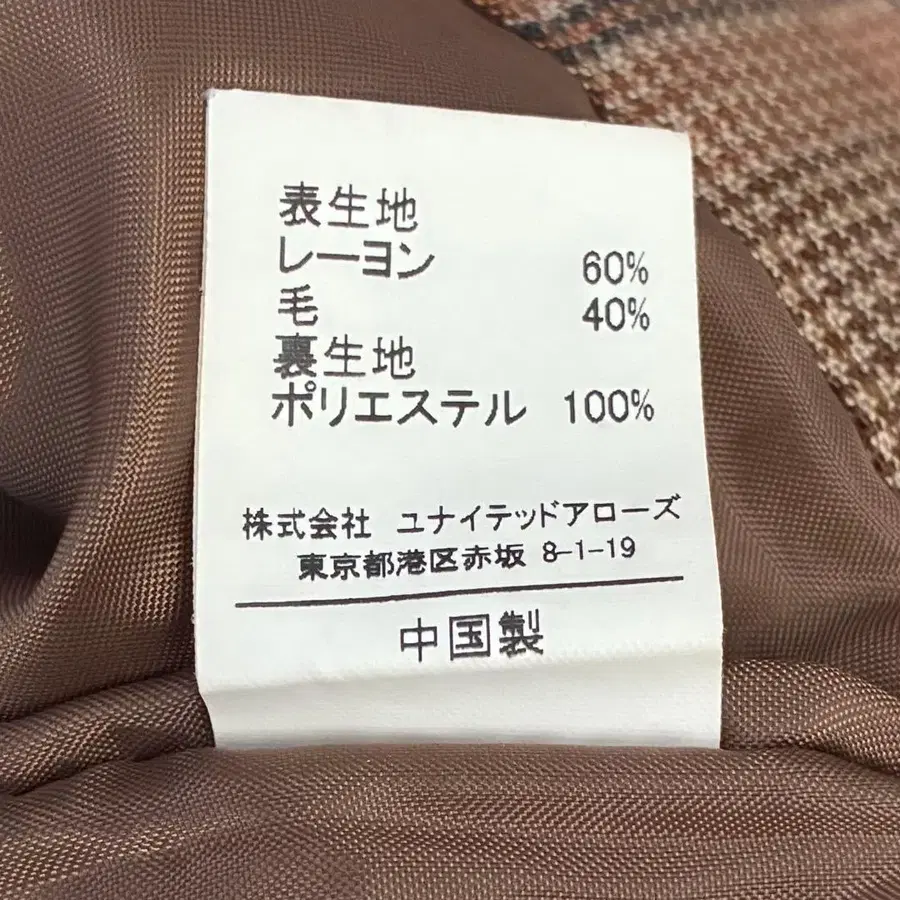 表生地
レーヨン 60%
毛 40%
裏生地
ポリエステル 100%
株式会社 ユナイテッドアローズ
東京都港区赤坂 8-1-19
中国製